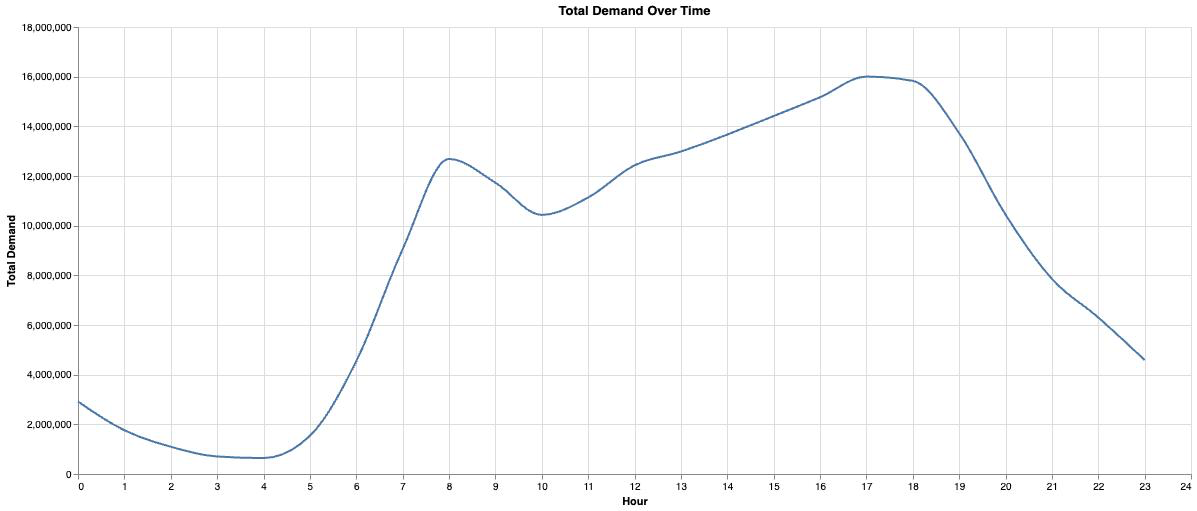 Total Demand Over Time
18,000,000
16,000,000
14,000,000
12,000,000
10,000,000
8,000,000
6,000,000
4,000,000
2,000,000
0
Total Demand
0 1 2 3 4 5 6 7 8 9 10 11 12 13 14 15 16 17 18 19 20 21 22 23 24
Hour